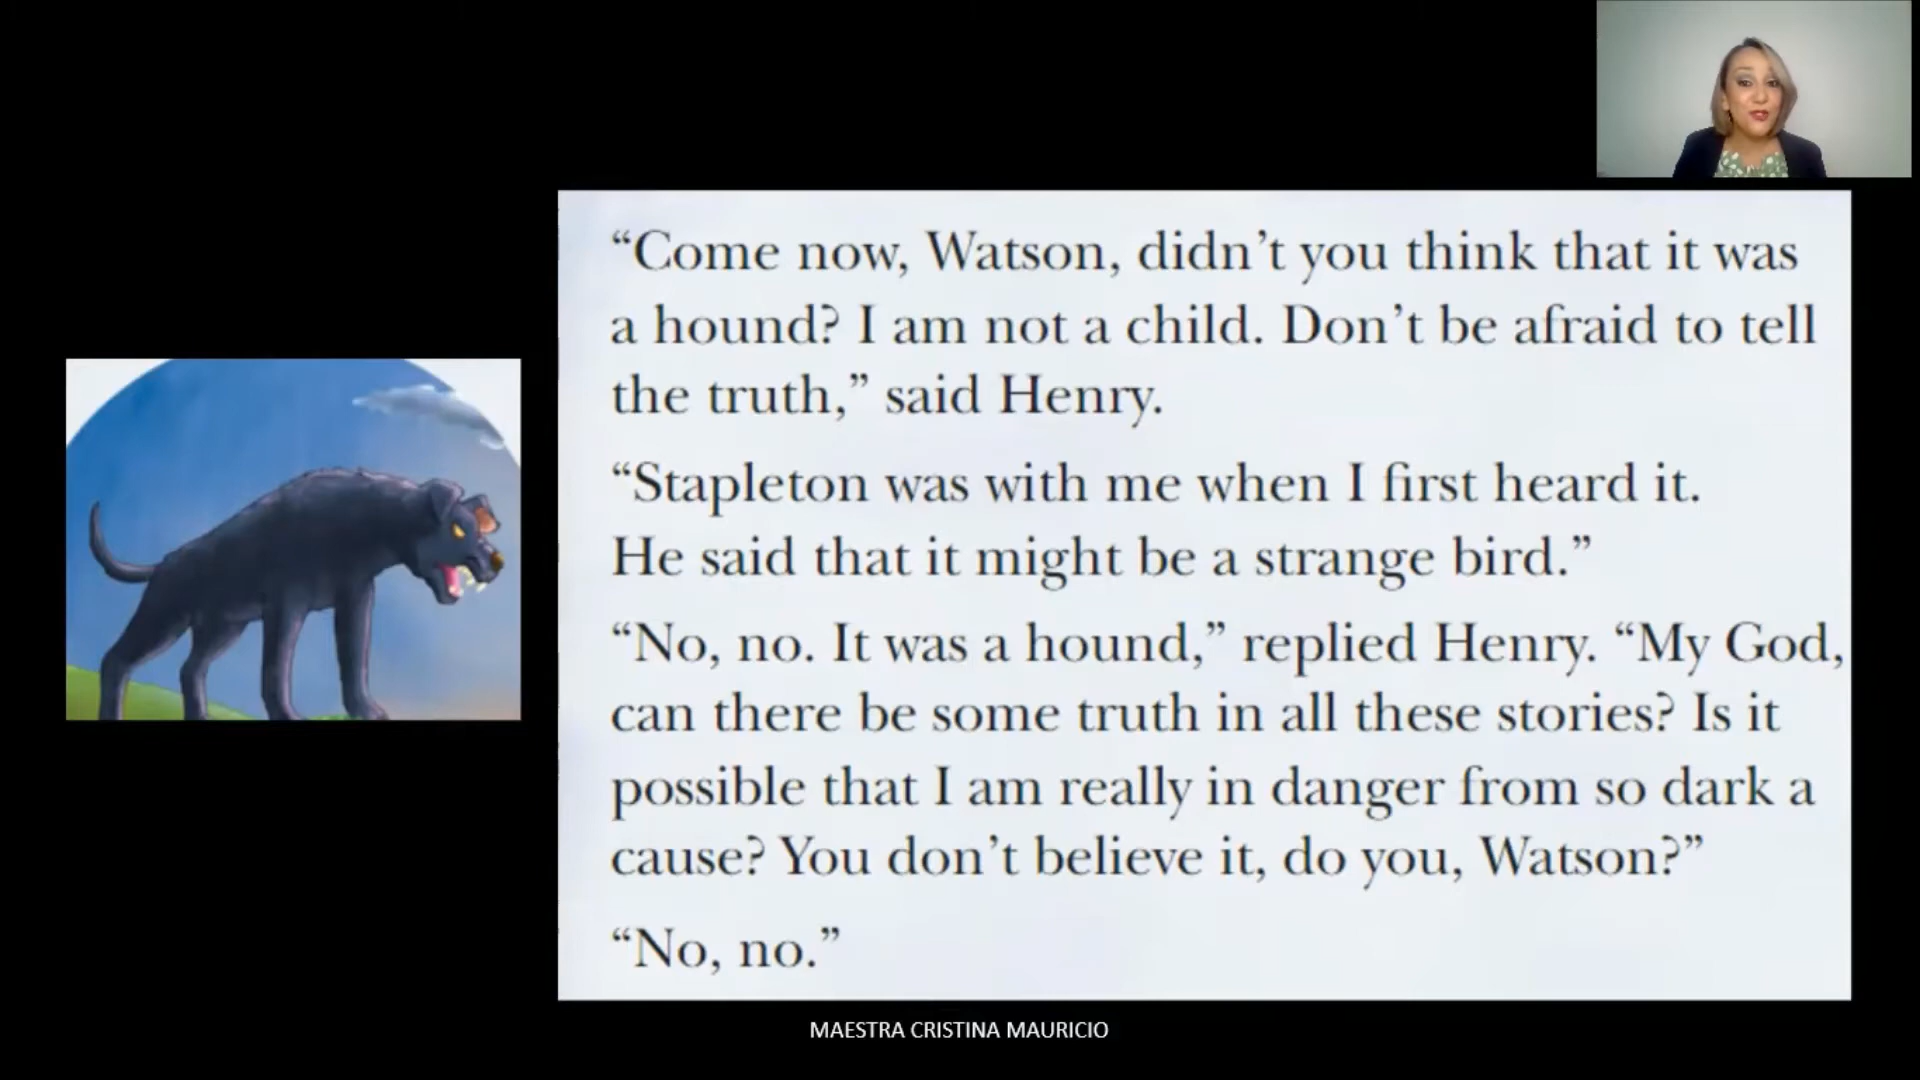 “Come now, Watson, didn’t you think that it was
a hound? I am not a child. Don’t be afraid to tell
the truth,” said Henry.
“Stapleton was with me when I first heard it.
He said that it might be a strange bird.”
“No, no. It was a hound,” replied Henry. “My God,
can there be some truth in all these stories? Is it
possible that I am really in danger from so dark a
cause? You don’t believe it, do you, Watson?”
“No, no.”
MAESTRA CRISTINA MAURICIO